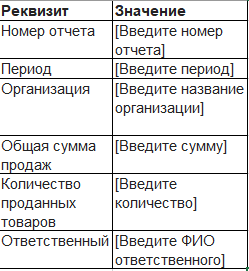 Реквизит Значение
Номер отчета [Введите номер
отчета]
Период [Введите период]
Организация [Введите название
организации]
Общая сумма [Введите сумму]
продаж
Количество [Введите
проданных количество]
товаров
Ответственный [Введите ФИО
ответственного]